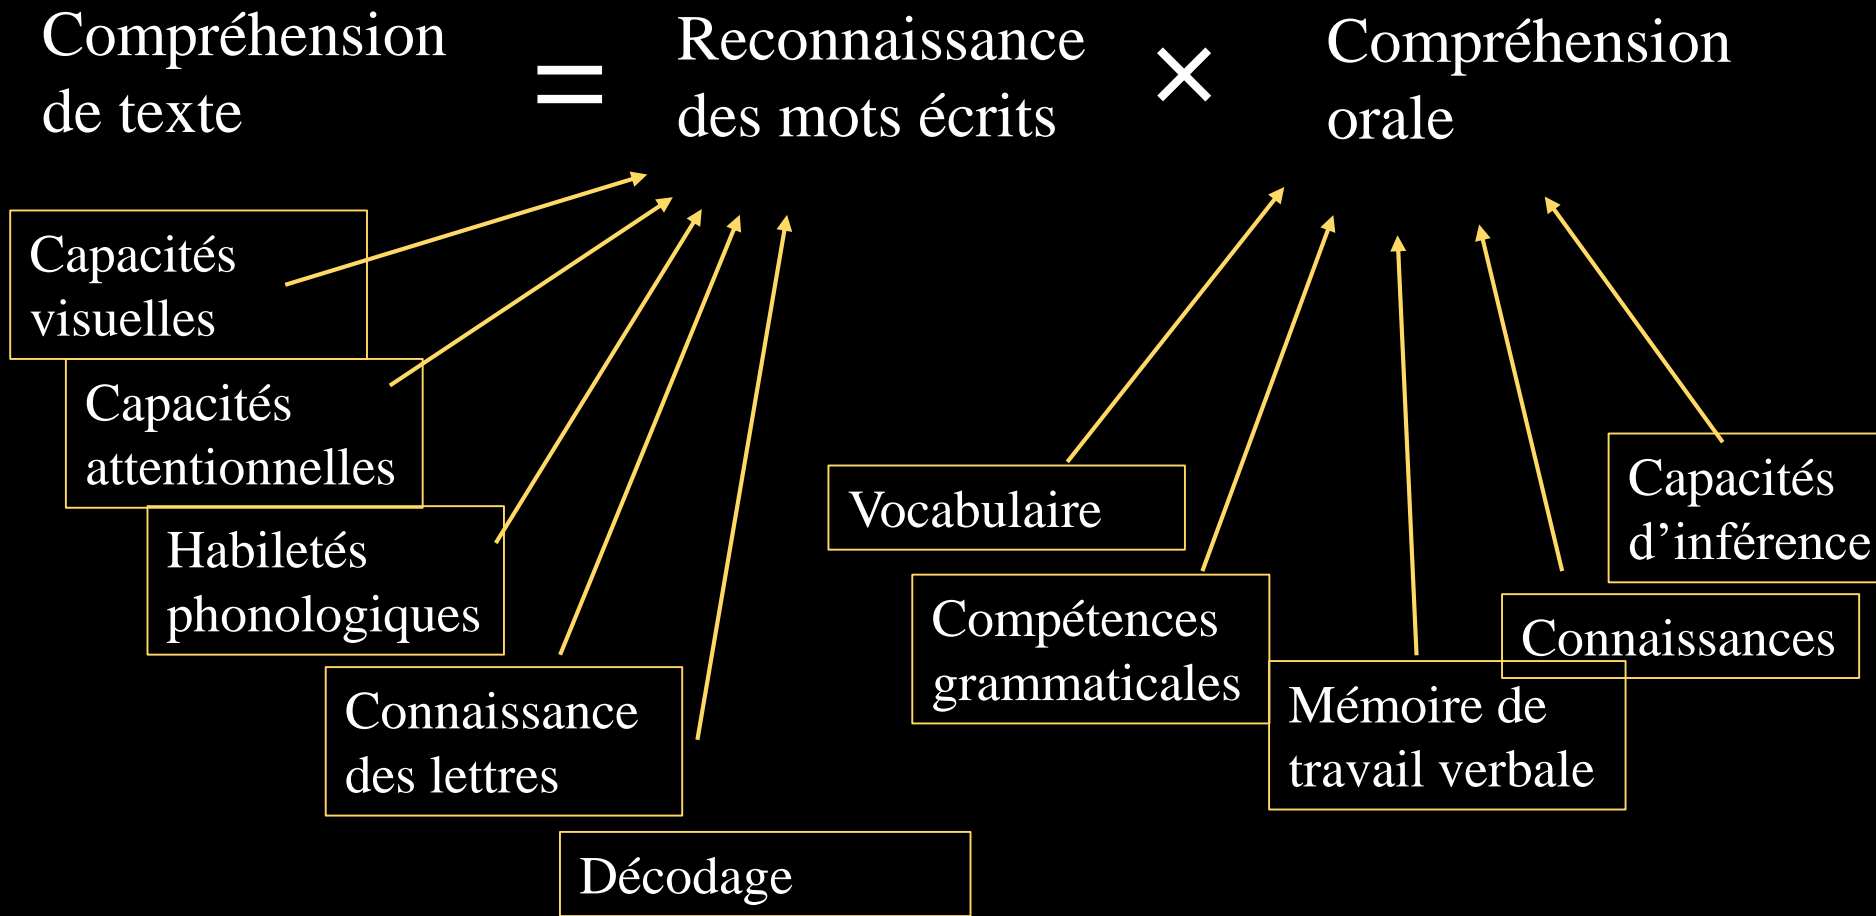 Compréhension
de texte
=
Reconnaissance
des mots écrits
×
Compréhension
orale
Capacités
visuelles
Capacités
attentionnelles
Habiletés
phonologiques
Connaissance
des lettres
Décodage
Vocabulaire
Compétences
grammaticales
Mémoire de
travail verbale
Connaissances
Capacités
d’inférence